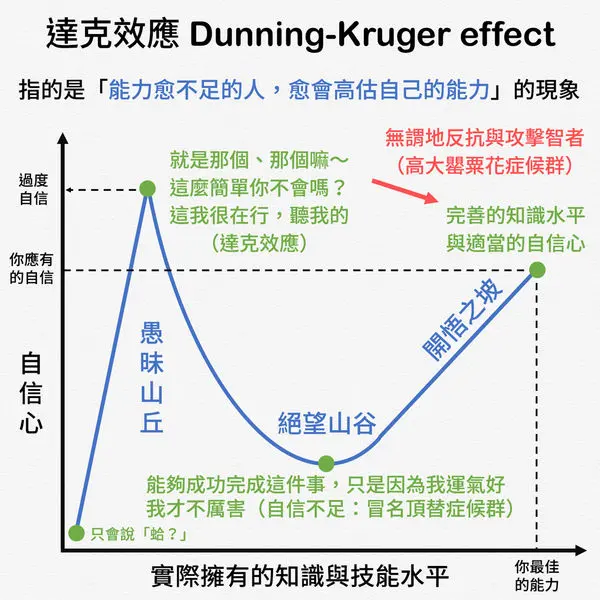 達克效應 Dunning-Kruger effect
指的是「能力愈不足的人，愈會高估自己的能力」的現象
無謂地反抗與攻擊智者
（高大罌粟花症候群）
就是那個、那個嘛～
這麼簡單你不會嗎？
這我很在行，聽我的
（達克效應）
過度
自信
完善的知識水平
與適當的自信心
你應有
的自信
愚昧山丘
開悟之坡
自信心
絕望山谷
能夠成功完成這件事，只是因為我運氣好
我才不厲害（自信不足：冒名頂替症候群）
只會說「蛤？」
實際擁有的知識與技能水平
你最佳
的能力